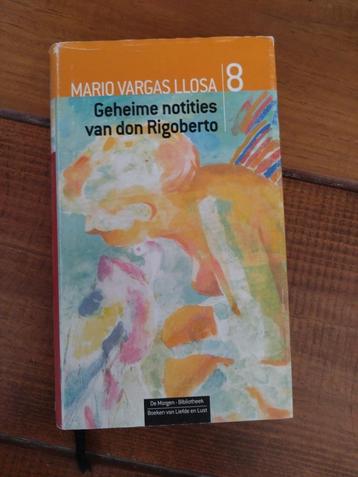 MARIO VARGAS LLOSA 8
Geheime notities
van don Rigoberto
De Morgen - Bibliotheek
Boeken van Liefde en Lust